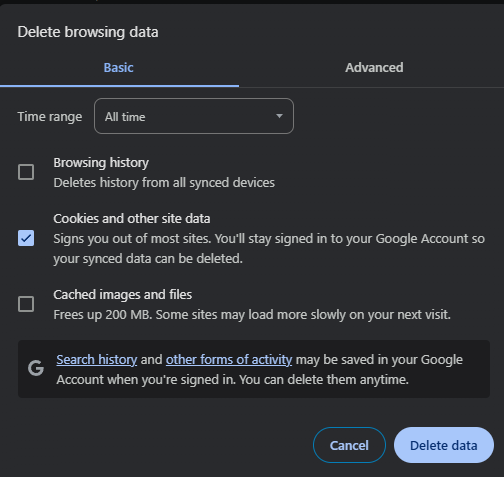 Delete browsing data
Basic
Advanced
Time range
All time
Browsing history
Deletes history from all synced devices
Cookies and other site data
Signs you out of most sites. You'll stay signed in to your Google Account so
your synced data can be deleted.
Cached images and files
Frees up 200 MB. Some sites may load more slowly on your next visit.
G
Search history and other forms of activity may be saved in your Google
Account when you're signed in. You can delete them anytime.
Cancel
Delete data